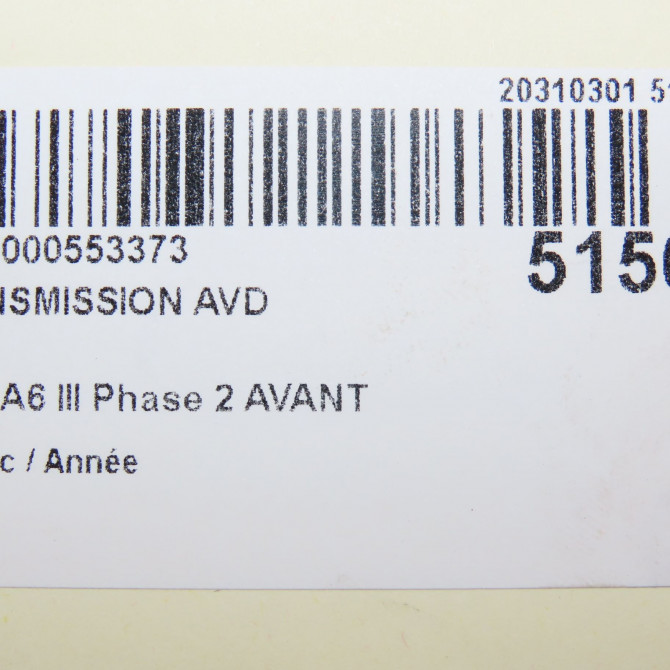 20310301 51
000553373
5150
NSMISSION AVD
A6 III Phase 2 AVANT
c / Année